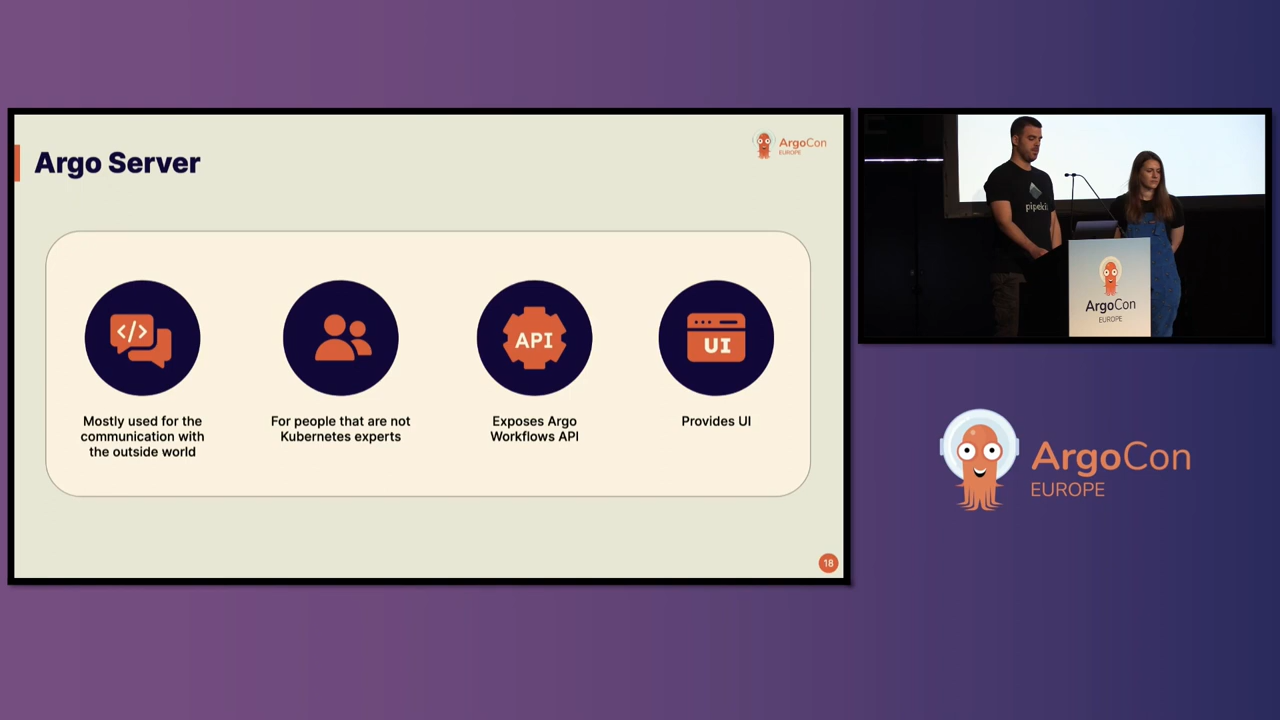 Argo Server
ArgoCon
EUROPE
</>
API
UI
Mostly used for the
communication with
the outside world
For people that are not
Kubernetes experts
Exposes Argo
Workflows API
Provides UI
18
pipekit
ArgoCon
EUROPE
ArgoCon
EUROPE